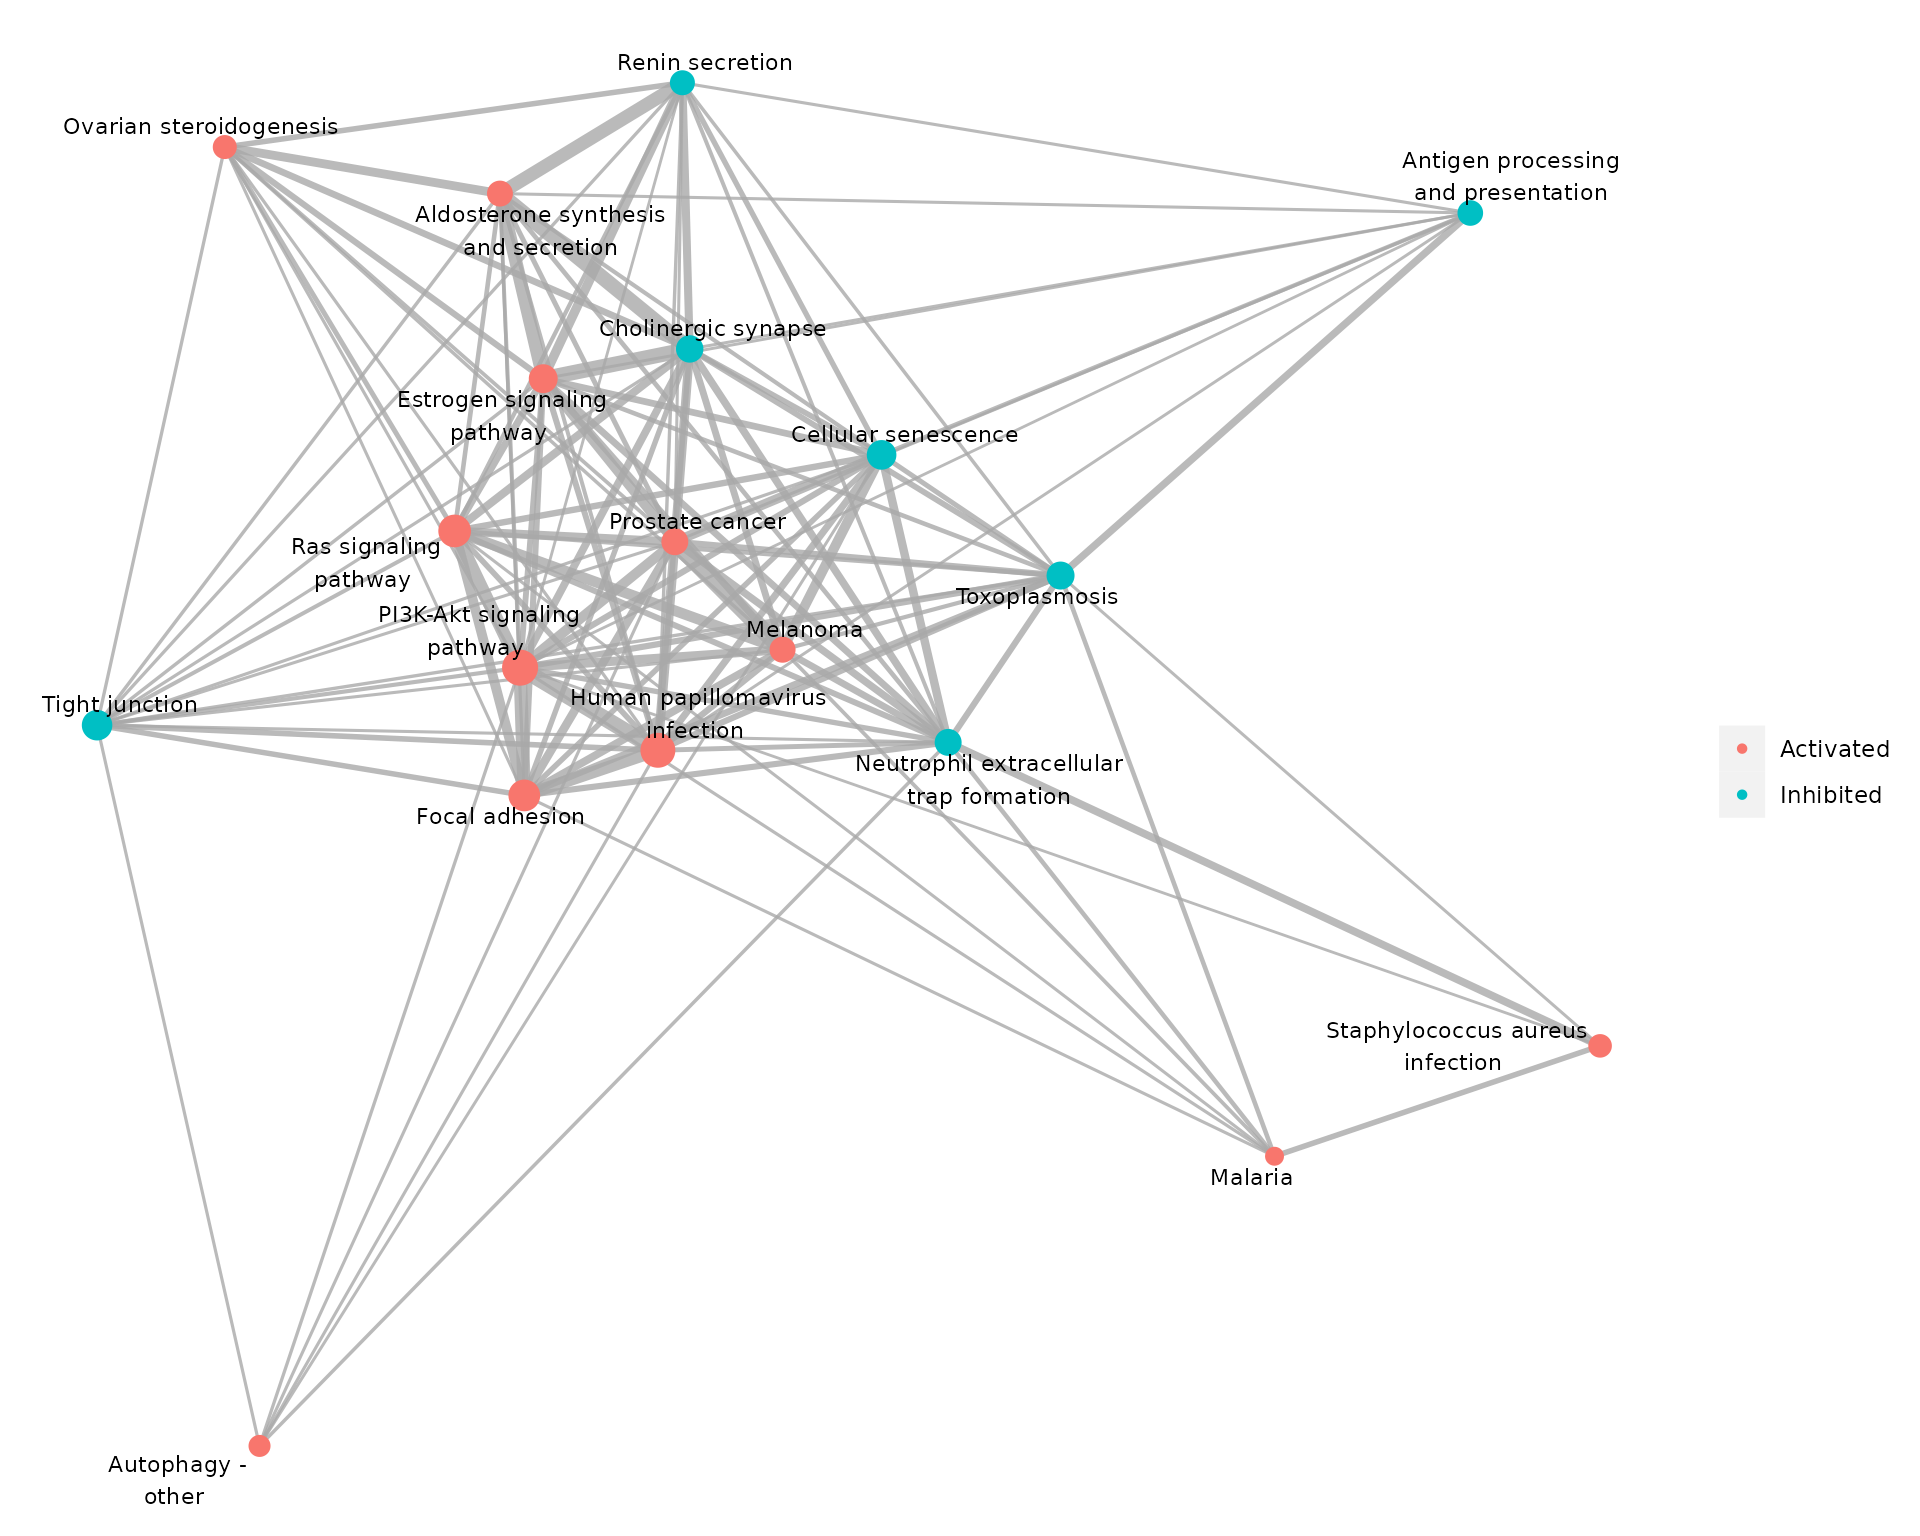 Renin secretion
Ovarian steroidogenesis
Antigen processing
and presentation
Aldosterone synthesis
and secretion
Cholinergic synapse
Estrogen signaling
pathway
Cellular senescence
Prostate cancer
Ras signaling
pathway
Toxoplasmosis
PI3K-Akt signaling
pathway
Melanoma
Human papillomavirus
infection
Tight junction
Neutrophil extracellular
trap formation
Focal adhesion
Activated
Inhibited
Staphylococcus aureus
infection
Malaria
Autophagy -
other